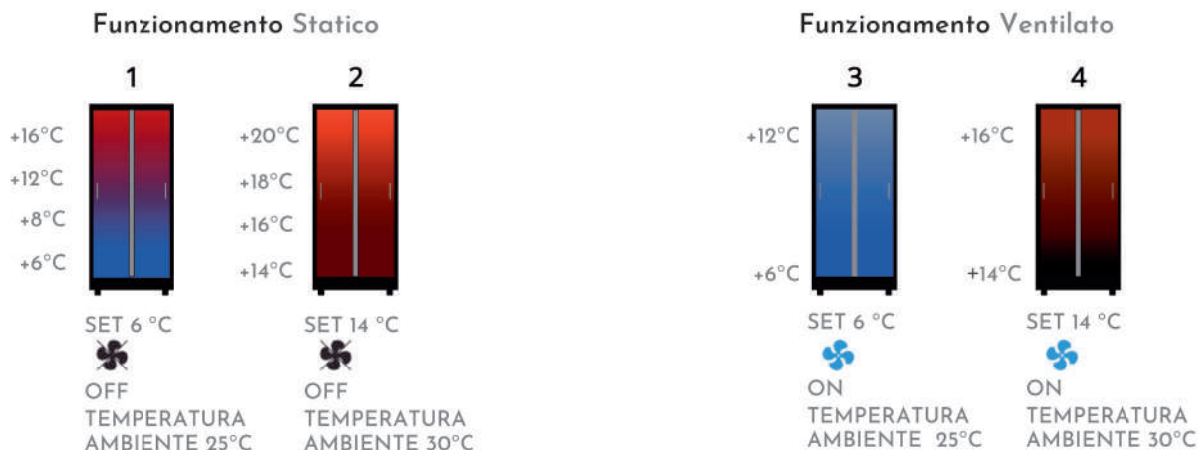 Funzionamento Statico
1
+16°C
+12°C
+8°C
+6°C
SET 6 °C
OFF
TEMPERATURA
AMBIENTE 25°C
2
+20°C
+18°C
+16°C
+14°C
SET 14 °C
OFF
TEMPERATURA
AMBIENTE 30°C
Funzionamento Ventilato
3
+12°C
+6°C
SET 6 °C
ON
TEMPERATURA
AMBIENTE 25°C
4
+16°C
+14°C
SET 14 °C
ON
TEMPERATURA
AMBIENTE 30°C